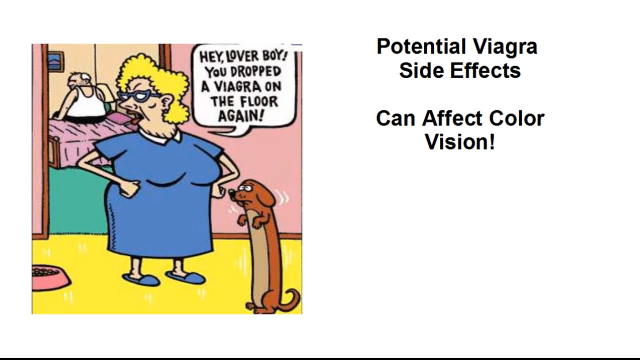 HEY, LOVER BOY!
YOU DROPPED
A VIAGRA ON
THE FLOOR
AGAIN!
Potential Viagra
Side Effects
Can Affect Color
Vision!